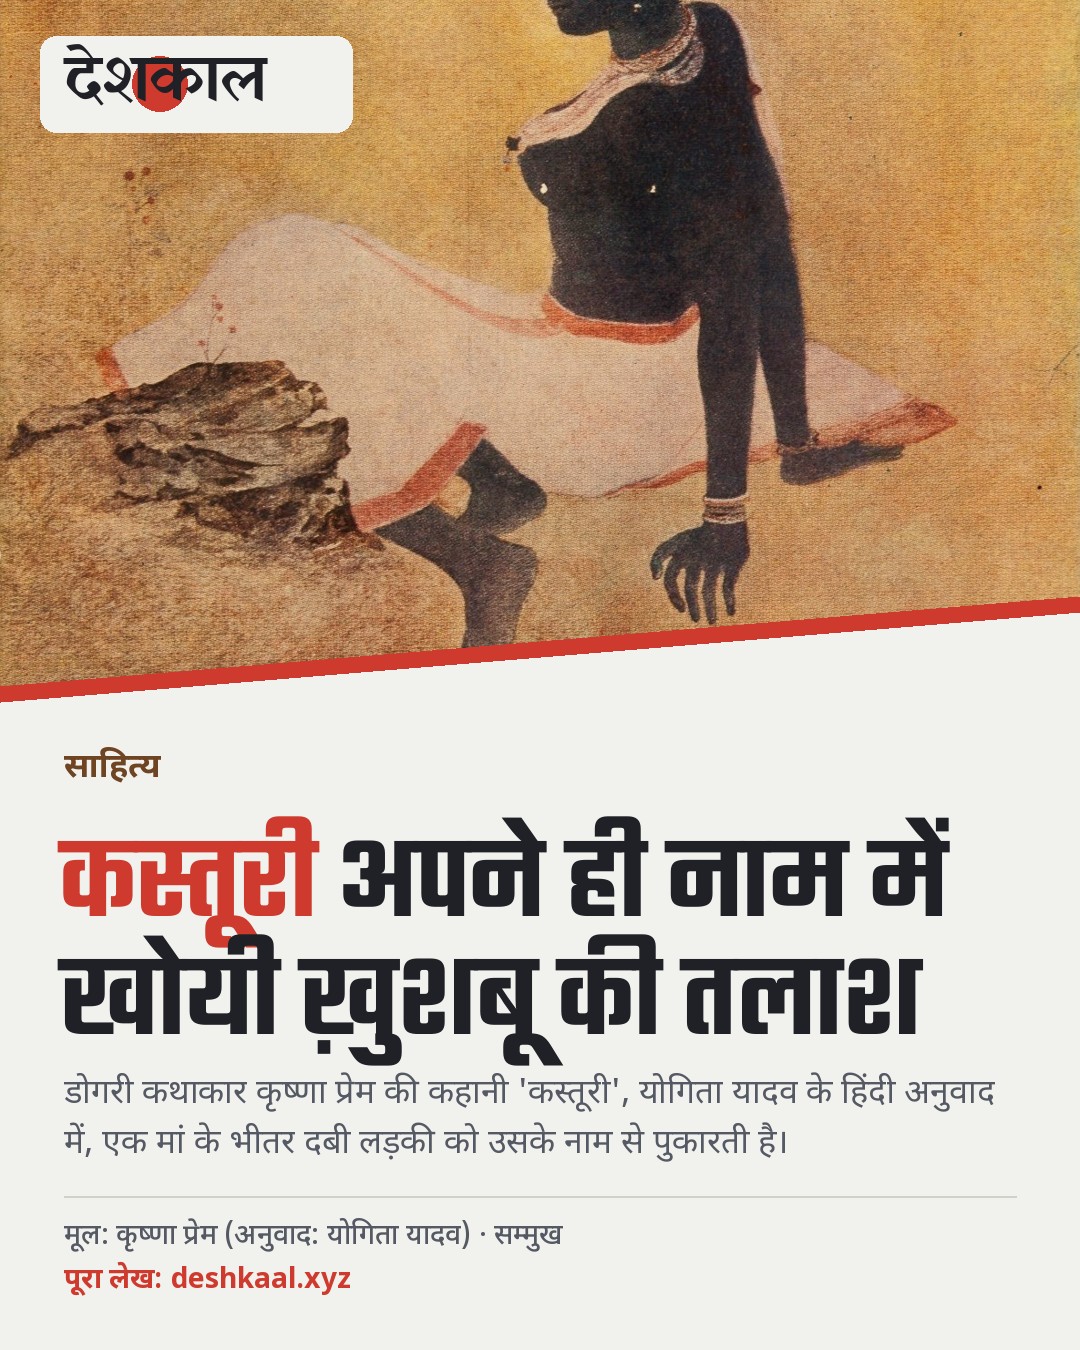 देशकाल
साहित्य
कस्तूरी अपने ही नाम में
खोयी ख़ुशबू की तलाश
डोगरी कथाकार कृष्णा प्रेम की कहानी 'कस्तूरी', योगिता यादव के हिंदी अनुवाद
में, एक मां के भीतर दबी लड़की को उसके नाम से पुकारती है।
मूल: कृष्णा प्रेम (अनुवाद: योगिता यादव) · सम्मुख
पूरा लेख: deshkaal.xyz